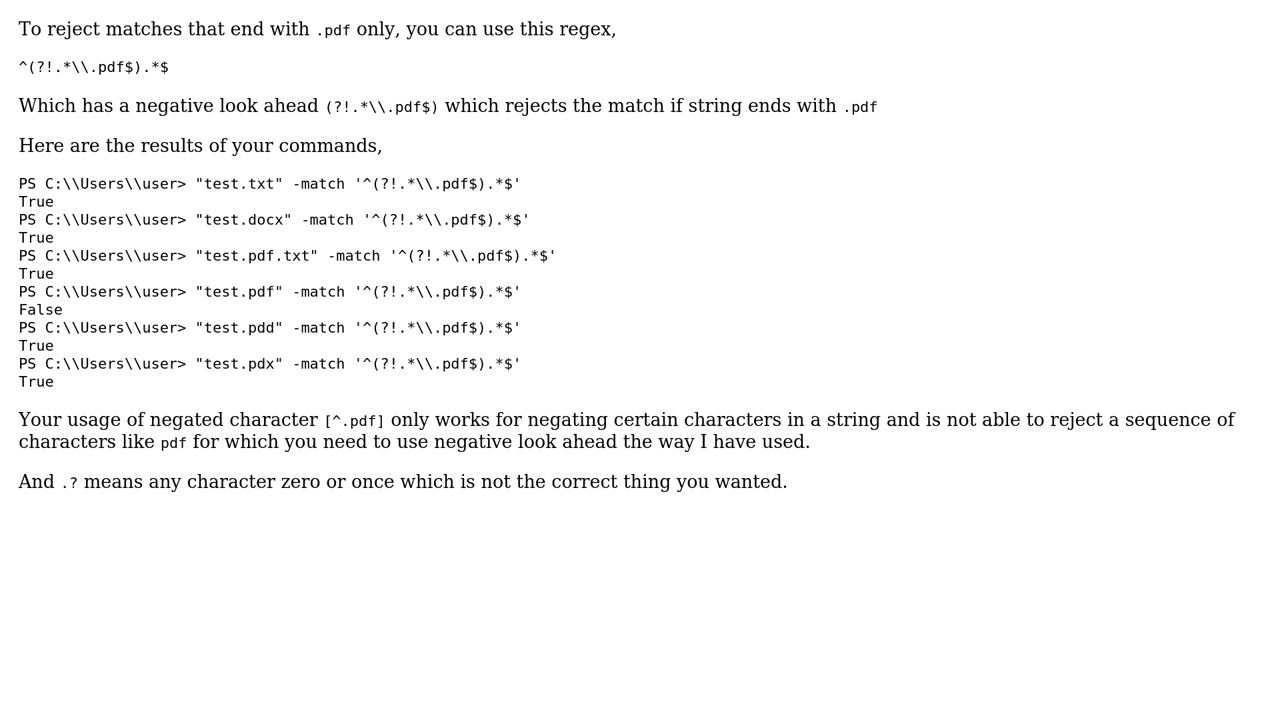 To reject matches that end with .pdf only, you can use this regex,
^(?!.*\\.pdf$).*$
Which has a negative look ahead (?!.*\\.pdf$) which rejects the match if string ends with .pdf
Here are the results of your commands,
PS C:\\Users\\user> "test.txt" -match '^(?!.*\\.pdf$).*$'
True
PS C:\\Users\\user> "test.docx" -match '^(?!.*\\.pdf$).*$'
True
PS C:\\Users\\user> "test.pdf.txt" -match '^(?!.*\\.pdf$).*$'
True
PS C:\\Users\\user> "test.pdf" -match '^(?!.*\\.pdf$).*$'
False
PS C:\\Users\\user> "test.pdd" -match '^(?!.*\\.pdf$).*$'
True
PS C:\\Users\\user> "test.pdx" -match '^(?!.*\\.pdf$).*$'
True
Your usage of negated character [^.pdf] only works for negating certain characters in a string and is not able to reject a sequence of
characters like pdf for which you need to use negative look ahead the way I have used.
And .? means any character zero or once which is not the correct thing you wanted.